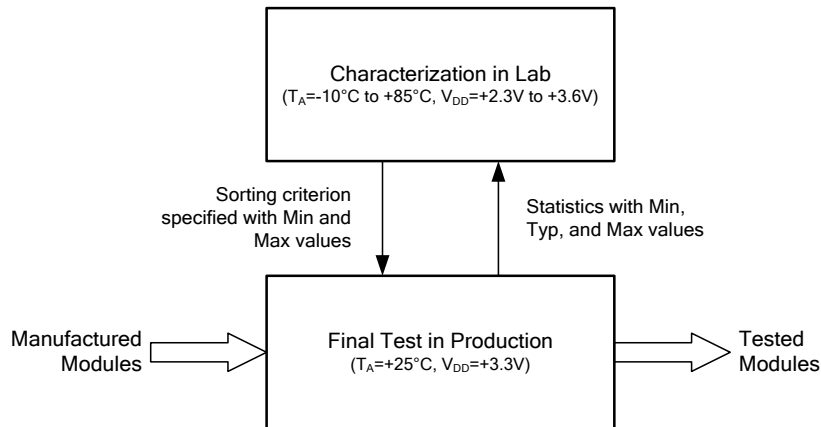 Characterization in Lab
(TA=-10°C to +85°C, VDD=+2.3V to +3.6V)
Sorting criterion
specified with Min and
Max values
Statistics with Min,
Typ, and Max values
Manufactured
Modules
Final Test in Production
(TA=+25°C, VDD=+3.3V)
Tested
Modules